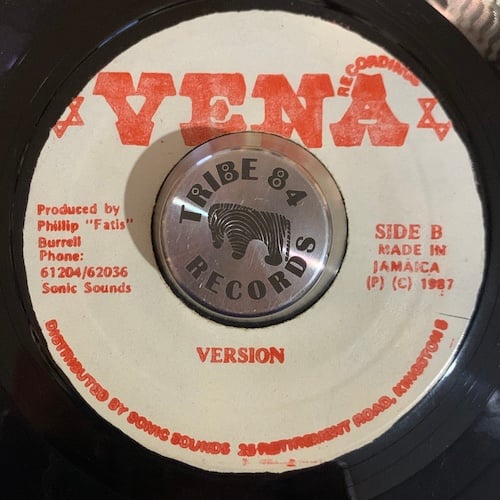 VENA
RECORDINGS
TRIBE 84
RECORDS
Produced by
Phillip "Fatis"
Burrell
Phone:
61204/62036
Sonic Sounds
SIDE B
MADE IN
JAMAICA
(P) (C) 1987
VERSION
DISTRIBUTED BY SONIC SOUNDS 25 RETIREMENT ROAD, KINGSTON 5